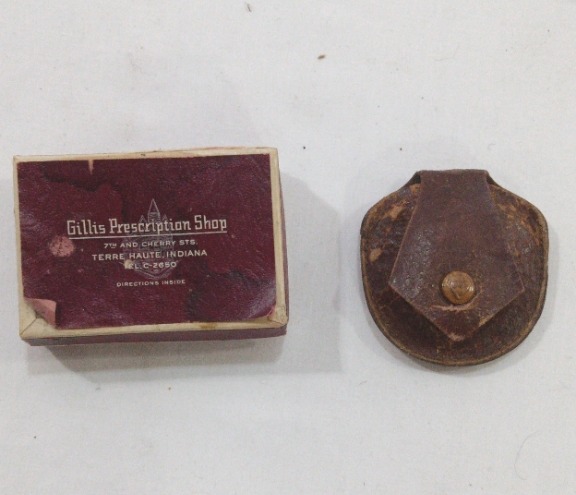 Gillis Prescription Shop
7TH AND CHERRY STS.
TERRE HAUTE, INDIANA
TEL. C-2650
DIRECTIONS INSIDE